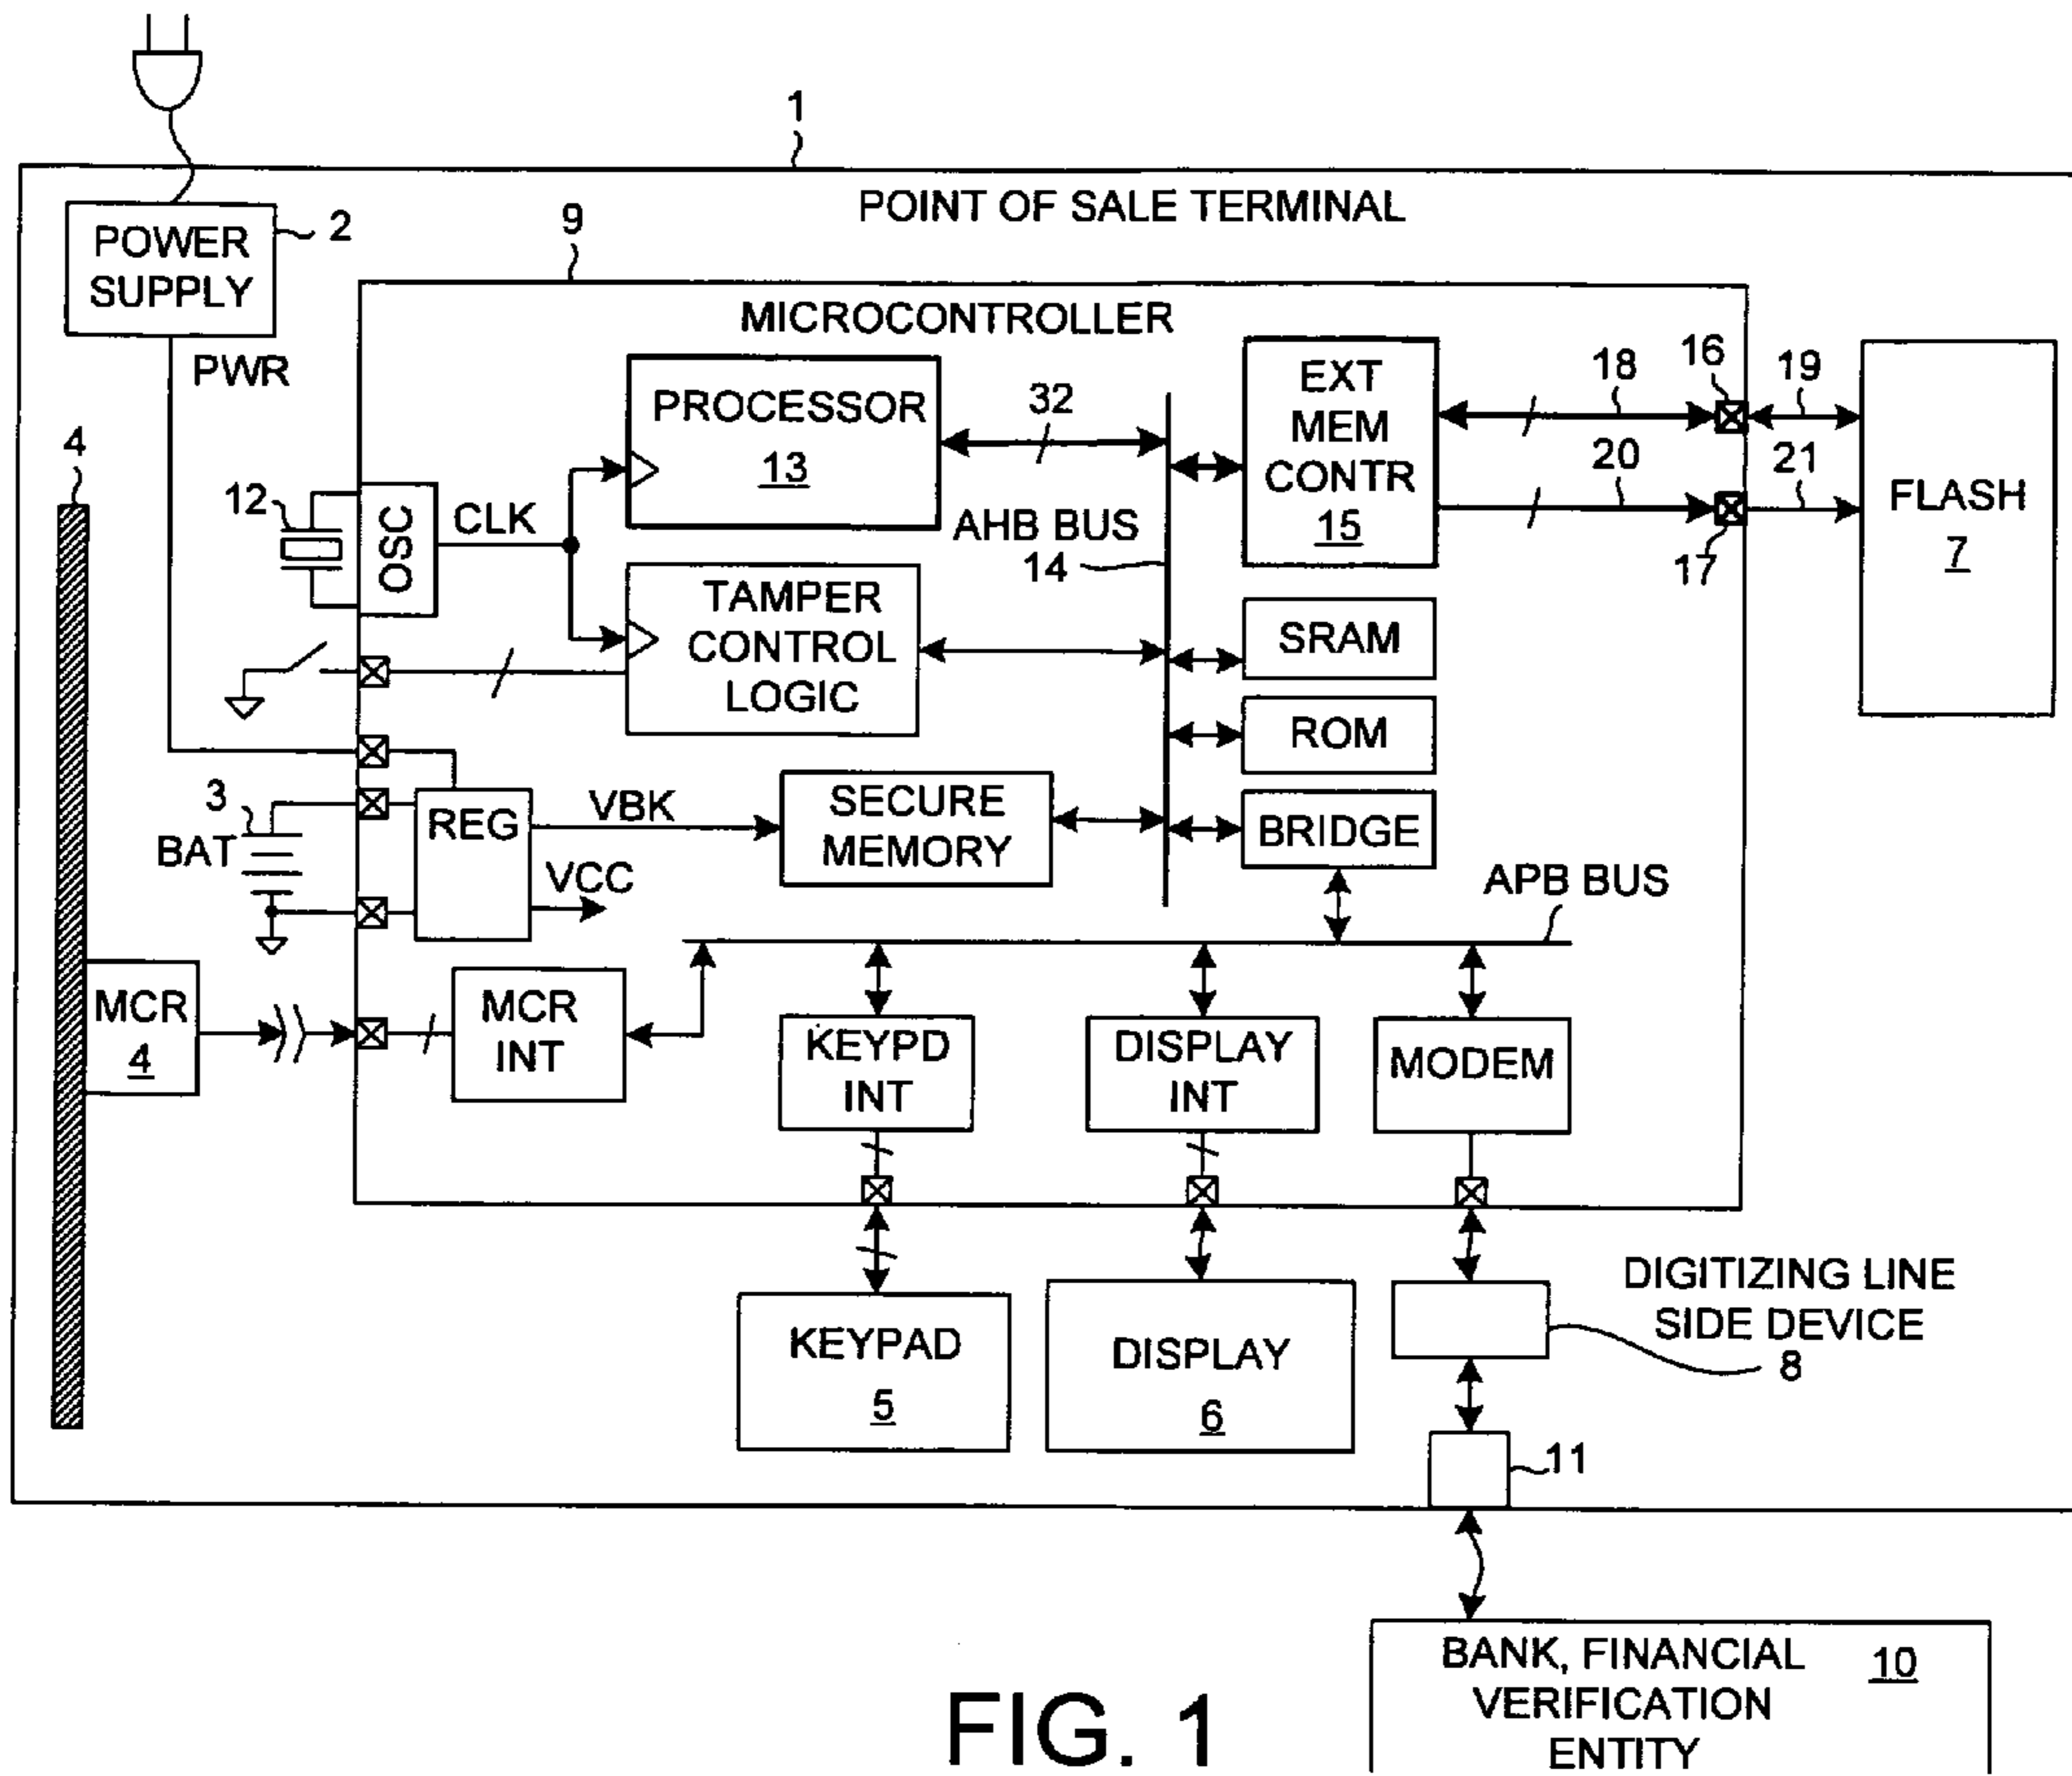 1
POINT OF SALE TERMINAL
POWER
SUPPLY
2
9
MICROCONTROLLER
PWR
PROCESSOR
13
32
EXT
MEM
CONTR
15
18
16
19
20
21
17
FLASH
7
4
12
OSC
CLK
AHB BUS
14
TAMPER
CONTROL
LOGIC
SRAM
ROM
BRIDGE
3
BAT
REG
VBK
VCC
SECURE
MEMORY
APB BUS
MCR
4
MCR
INT
KEYPD
INT
DISPLAY
INT
MODEM
KEYPAD
5
DISPLAY
6
DIGITIZING LINE
SIDE DEVICE
8
11
BANK, FINANCIAL
VERIFICATION
ENTITY
10
FIG. 1